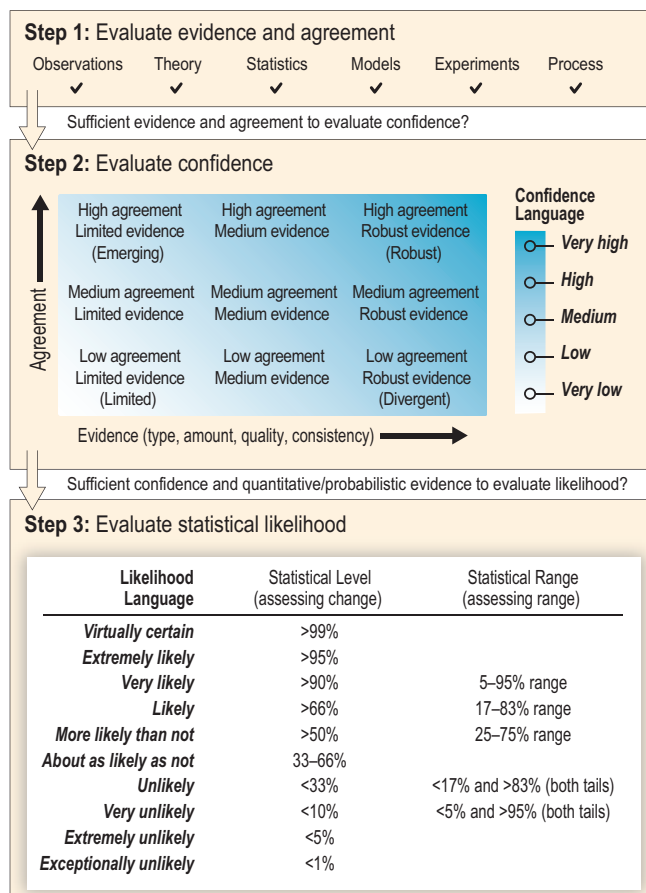 Step 1: Evaluate evidence and agreement
Observations Theory Statistics Models Experiments Process
Sufficient evidence and agreement to evaluate confidence?
Step 2: Evaluate confidence
Agreement
High agreement
Limited evidence
(Emerging)
High agreement
Medium evidence
High agreement
Robust evidence
(Robust)
Medium agreement
Limited evidence
Medium agreement
Medium evidence
Medium agreement
Robust evidence
Low agreement
Limited evidence
(Limited)
Low agreement
Medium evidence
Low agreement
Robust evidence
(Divergent)
Evidence (type, amount, quality, consistency)
Confidence
Language
Very high
High
Medium
Low
Very low
Sufficient confidence and quantitative/probabilistic evidence to evaluate likelihood?
Step 3: Evaluate statistical likelihood
Likelihood Statistical Level Statistical Range
Language (assessing change) (assessing range)
Virtually certain >99%
Extremely likely >95%
Very likely >90% 5–95% range
Likely >66% 17–83% range
More likely than not >50% 25–75% range
About as likely as not 33–66%
Unlikely <33% <17% and >83% (both tails)
Very unlikely <10% <5% and >95% (both tails)
Extremely unlikely <5%
Exceptionally unlikely <1%